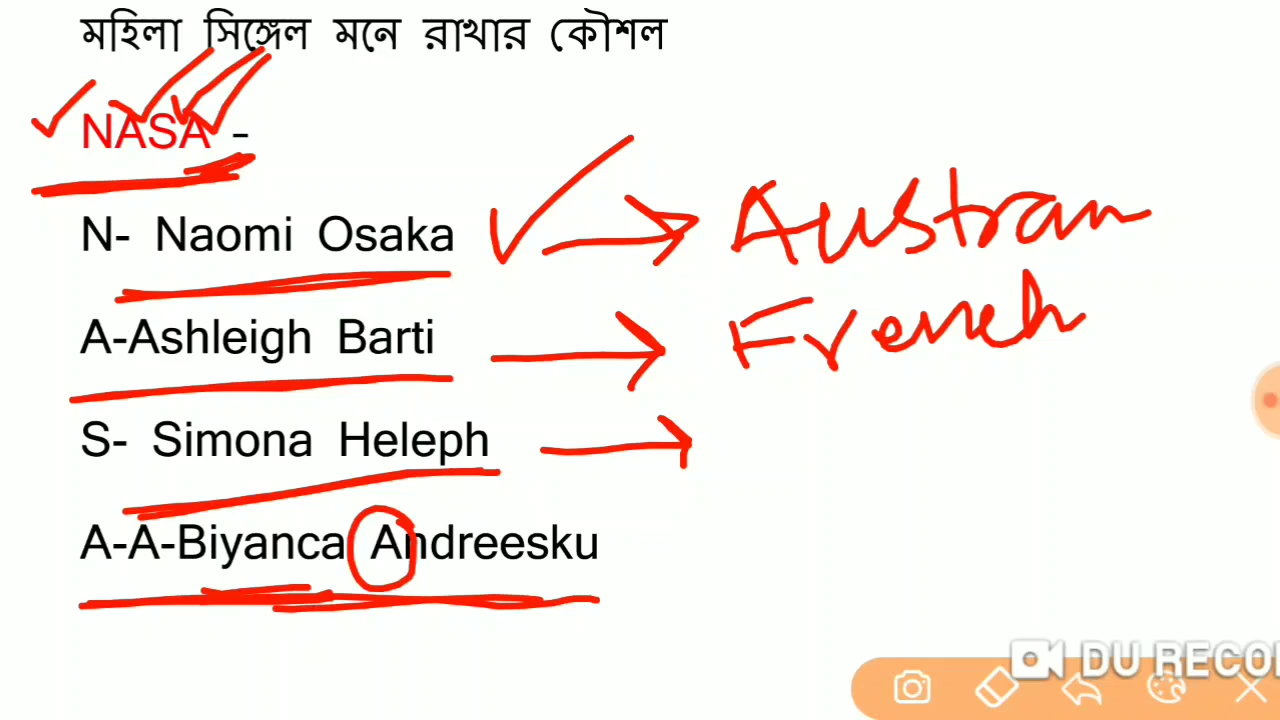 মহিলা সিঙ্গেল মনে রাখার কৌশল
NASA -
N- Naomi Osaka Austran
A-Ashleigh Barti French
S- Simona Heleph
A-A-Biyanca Andreesku
DU RECO